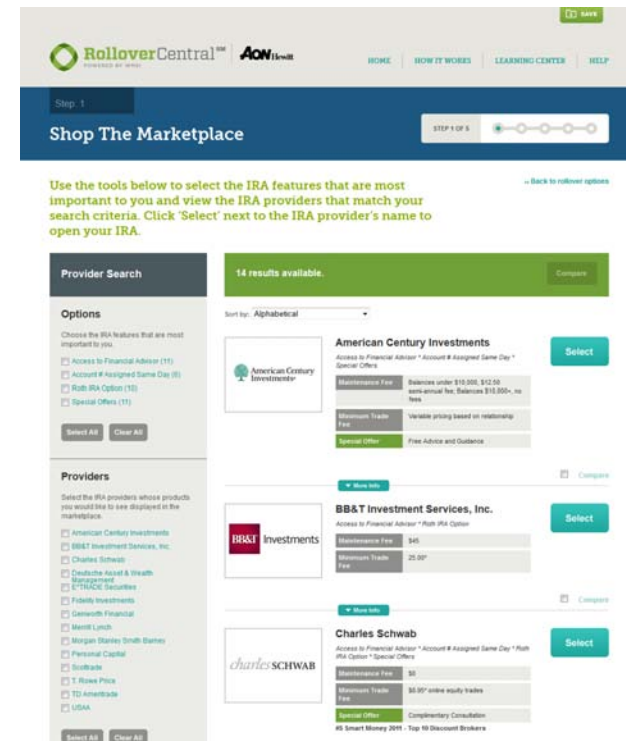 SAVE
RolloverCentral℠
POWERED BY WMSI
AON Hewitt
HOME
HOW IT WORKS
LEARNING CENTER
HELP
Step: 1
Shop The Marketplace
STEP 1 OF 5
Use the tools below to select the IRA features that are most
important to you and view the IRA providers that match your
search criteria. Click 'Select' next to the IRA provider's name to
open your IRA.
Back to rollover options
Provider Search
14 results available.
Compare
Options
Choose the IRA features that are most
important to you.
Access to Financial Advisor (11)
Account # Assigned Same Day (6)
Roth IRA Option (10)
Special Offers (11)
Select All
Clear All
Providers
Select the IRA providers whose products
you would like to see displayed in the
marketplace.
American Century Investments
BB&T Investment Services, Inc.
Charles Schwab
Deutsche Asset & Wealth
Management
E*TRADE Securities
Fidelity Investments
Genworth Financial
Merrill Lynch
Morgan Stanley Smith Barney
Personal Capital
Scottrade
T. Rowe Price
TD Ameritrade
USAA
Select All
Clear All
Sort by: Alphabetical
American Century
Investments®
American Century Investments
Access to Financial Advisor * Account # Assigned Same Day *
Special Offers
Select
Maintenance Fee
Balances under $10,000, $12.50
semi-annual fee; Balances $10,000+, no
fees
Minimum Trade
Fee
Variable pricing based on relationship
Special Offer
Free Advice and Guidance
More Info
Compare
BB&T Investments
BB&T Investment Services, Inc.
Access to Financial Advisor * Roth IRA Option
Select
Maintenance Fee
$45
Minimum Trade
Fee
25.00*
More Info
Compare
charles SCHWAB
Charles Schwab
Access to Financial Advisor * Account # Assigned Same Day * Roth
IRA Option * Special Offers
Select
Maintenance Fee
$0
Minimum Trade
Fee
$8.95* online equity trades
Special Offer
Complimentary Consultation
#5 Smart Money 2011 - Top 10 Discount Brokers